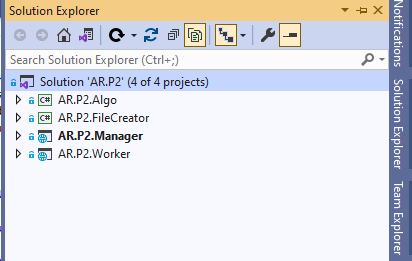 Solution Explorer
Search Solution Explorer (Ctrl+;)
Solution 'AR.P2' (4 of 4 projects)
C# AR.P2.Algo
C# AR.P2.FileCreator
AR.P2.Manager
AR.P2.Worker
Notifications
Solution Explorer
Team Explorer